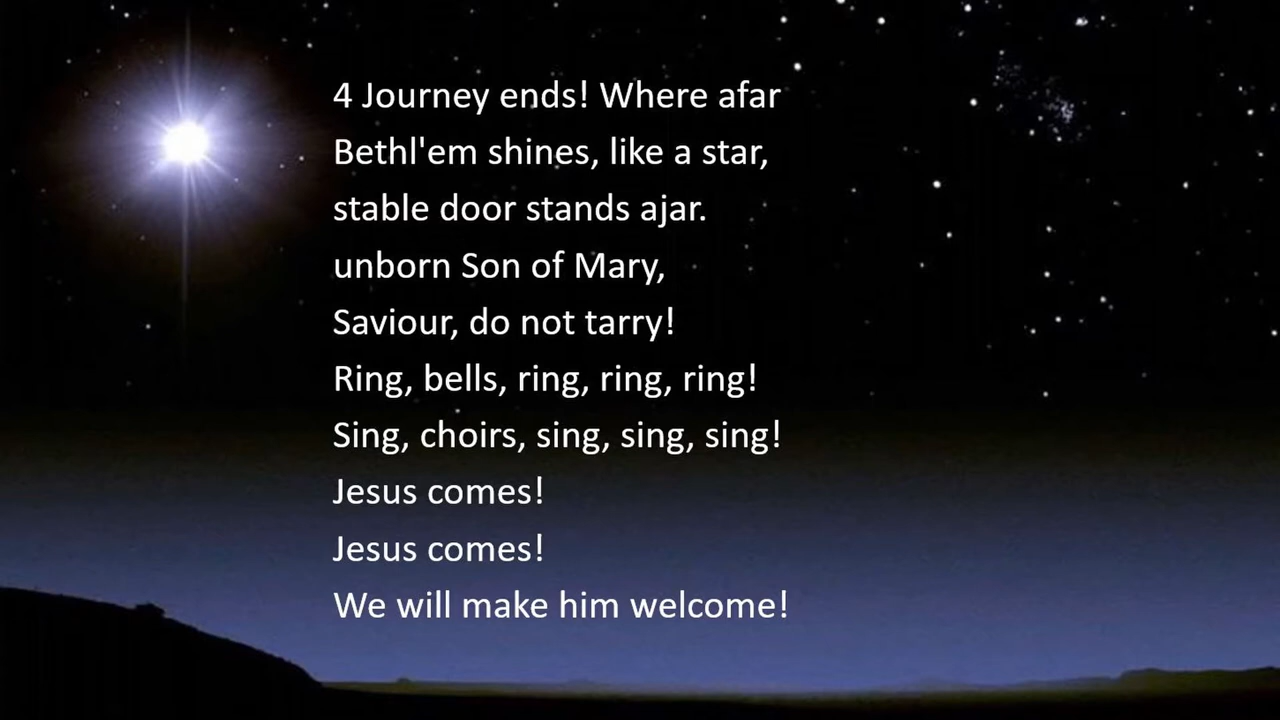 4 Journey ends! Where afar
Bethl'em shines, like a star,
stable door stands ajar.
unborn Son of Mary,
Saviour, do not tarry!
Ring, bells, ring, ring, ring!
Sing, choirs, sing, sing, sing!
Jesus comes!
Jesus comes!
We will make him welcome!